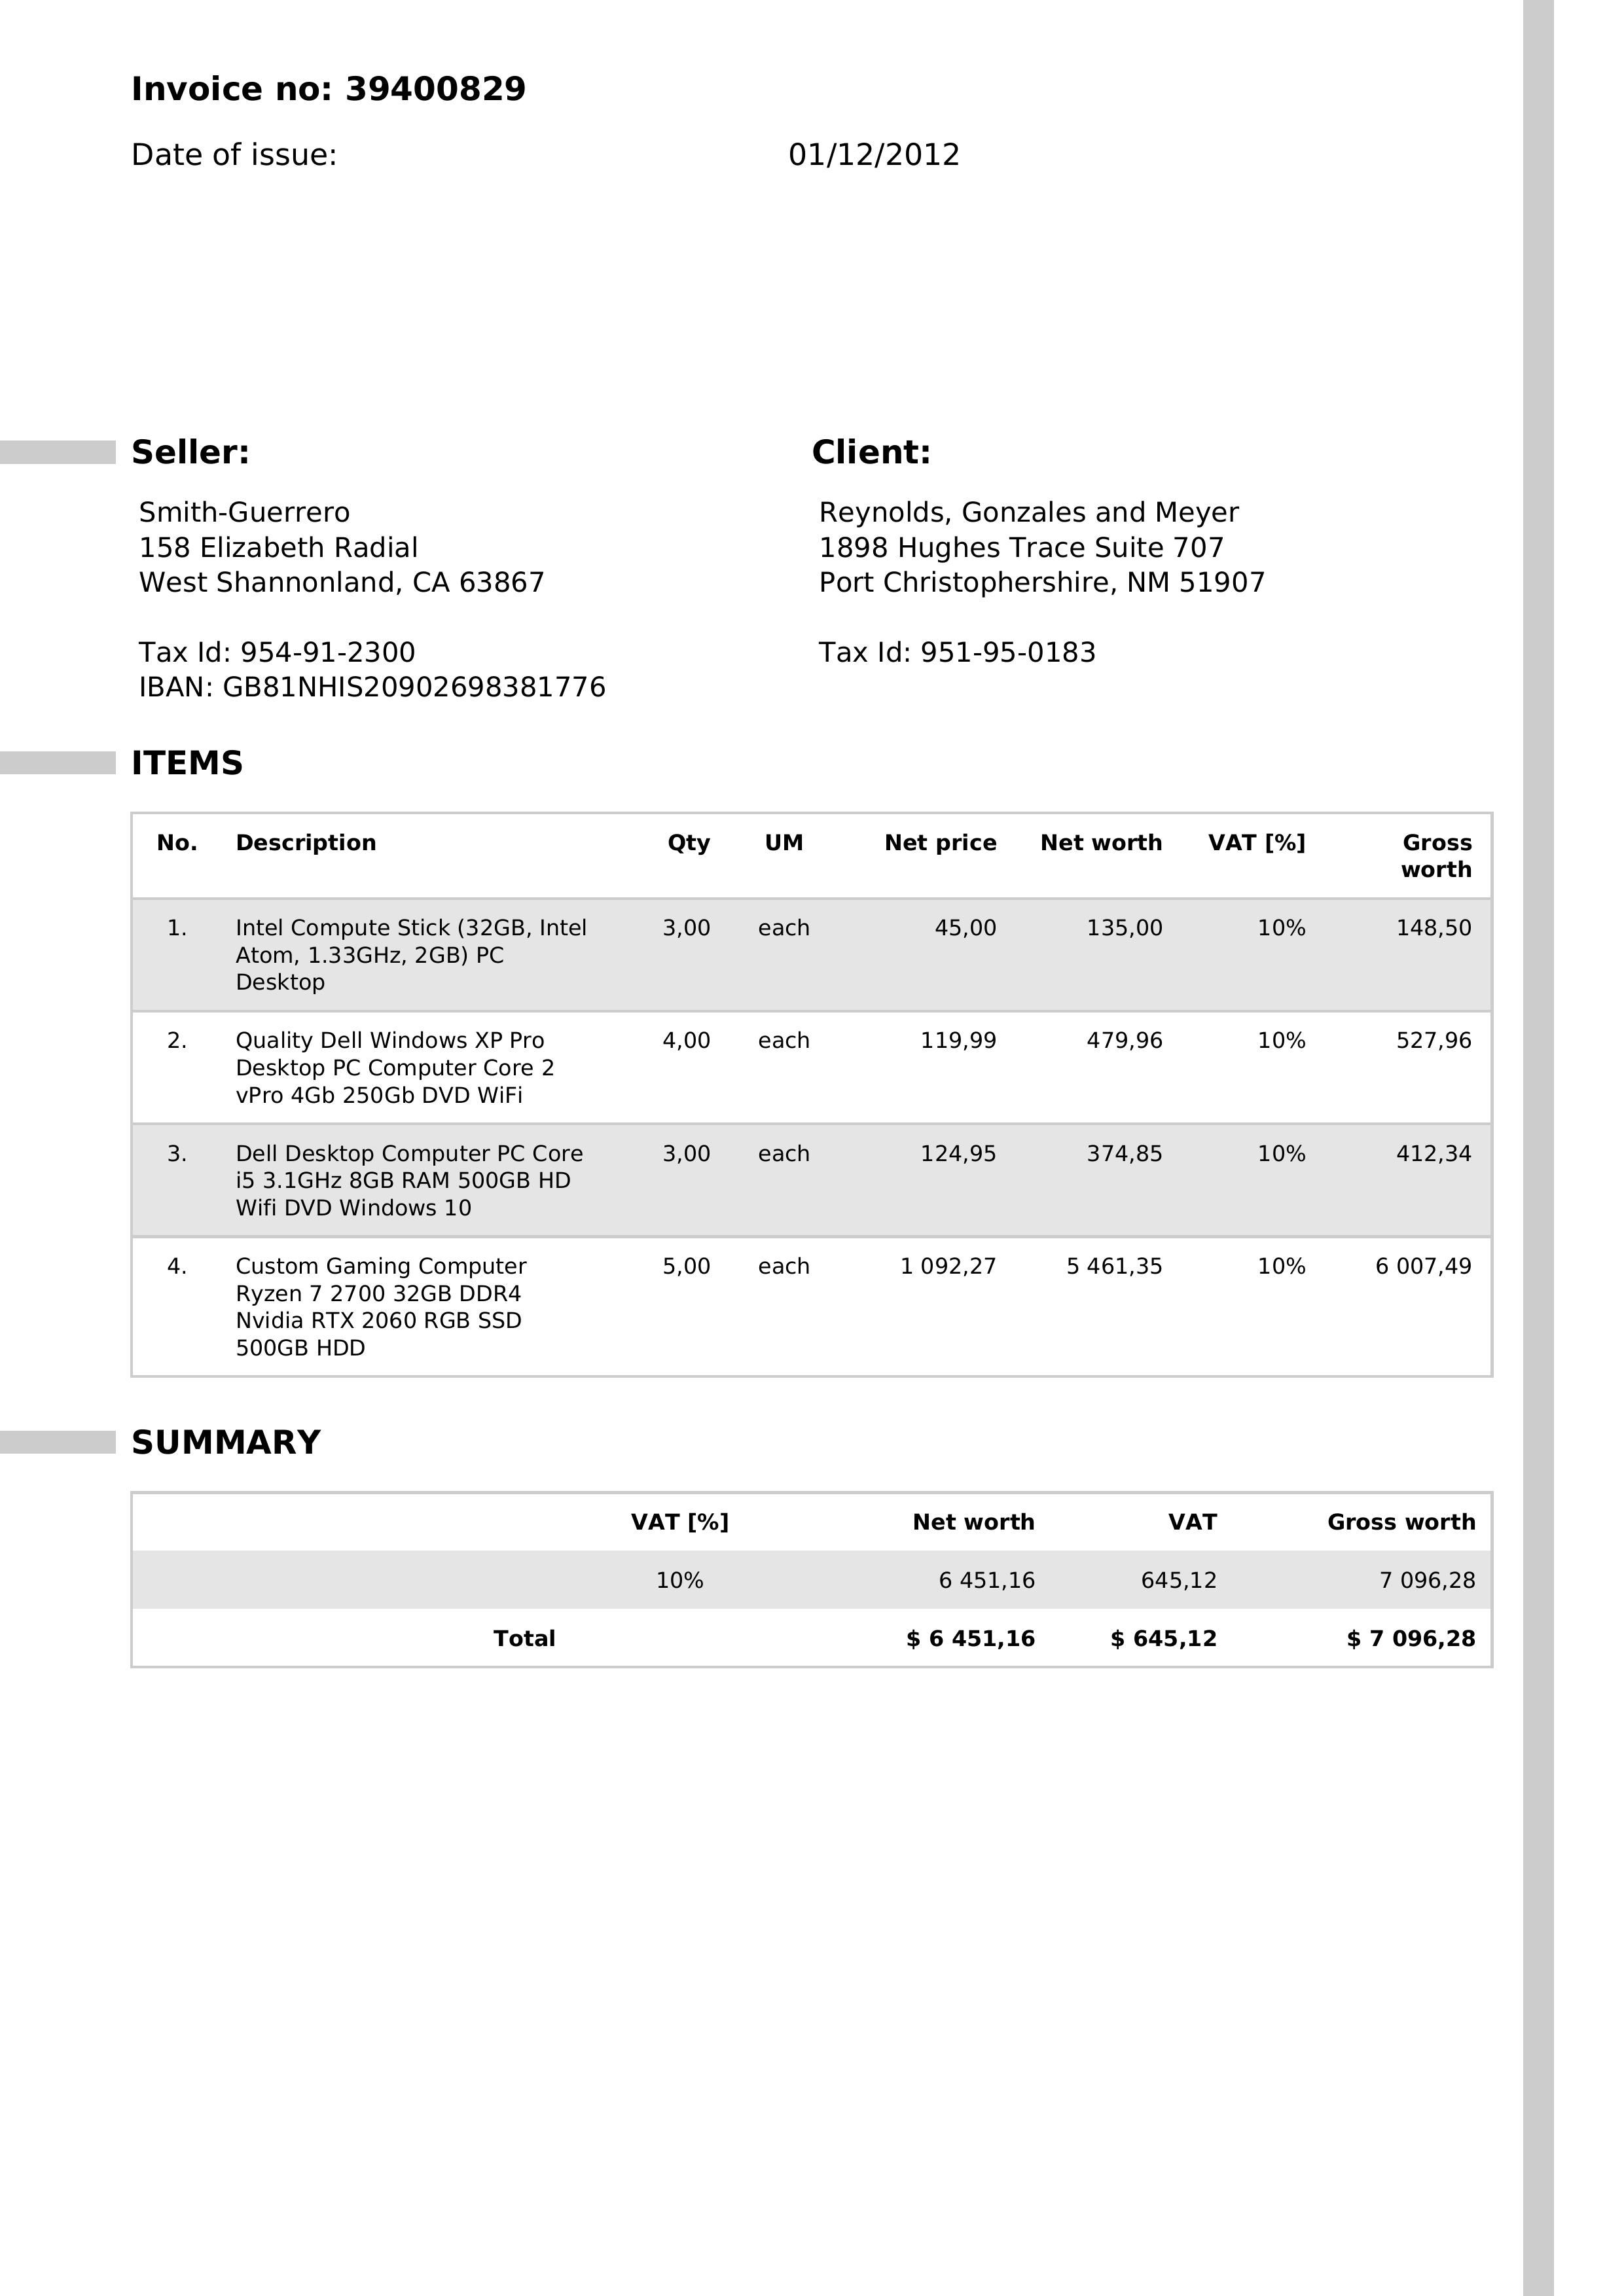 Invoice no: 39400829
Date of issue: 01/12/2012
Seller: Client:
Smith-Guerrero
158 Elizabeth Radial
West Shannonland, CA 63867
Tax Id: 954-91-2300
IBAN: GB81NHIS20902698381776
Reynolds, Gonzales and Meyer
1898 Hughes Trace Suite 707
Port Christophershire, NM 51907
Tax Id: 951-95-0183
ITEMS
No. Description Qty UM Net price Net worth VAT [%] Gross
worth
1. Intel Compute Stick (32GB, Intel 3,00 each 45,00 135,00 10% 148,50
Atom, 1.33GHz, 2GB) PC
Desktop
2. Quality Dell Windows XP Pro 4,00 each 119,99 479,96 10% 527,96
Desktop PC Computer Core 2
vPro 4Gb 250Gb DVD WiFi
3. Dell Desktop Computer PC Core 3,00 each 124,95 374,85 10% 412,34
i5 3.1GHz 8GB RAM 500GB HD
Wifi DVD Windows 10
4. Custom Gaming Computer 5,00 each 1 092,27 5 461,35 10% 6 007,49
Ryzen 7 2700 32GB DDR4
Nvidia RTX 2060 RGB SSD
500GB HDD
SUMMARY
VAT [%] Net worth VAT Gross worth
10% 6 451,16 645,12 7 096,28
Total $ 6 451,16 $ 645,12 $ 7 096,28